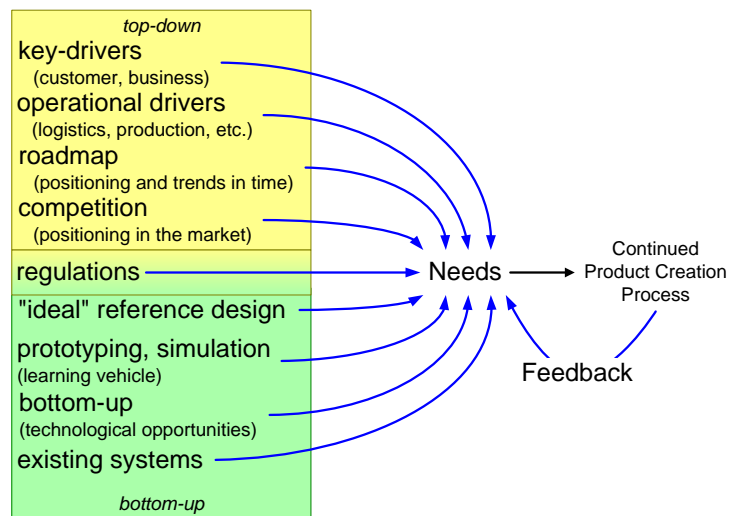 top-down
key-drivers
(customer, business)
operational drivers
(logistics, production, etc.)
roadmap
(positioning and trends in time)
competition
(positioning in the market)
regulations
"ideal" reference design
prototyping, simulation
(learning vehicle)
bottom-up
(technological opportunities)
existing systems
bottom-up
Needs
Continued
Product Creation
Process
Feedback